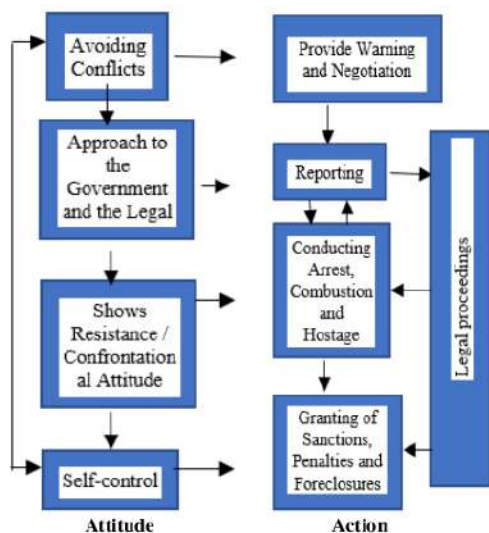 Avoiding
Conflicts
Approach to
the
Government
and the Legal
Shows
Resistance /
Confrontation
al Attitude
Self-control
Attitude
Provide Warning
and Negotiation
Reporting
Conducting
Arrest,
Combustion
and
Hostage
Granting of
Sanctions,
Penalties and
Foreclosures
Action
Legal proceedings